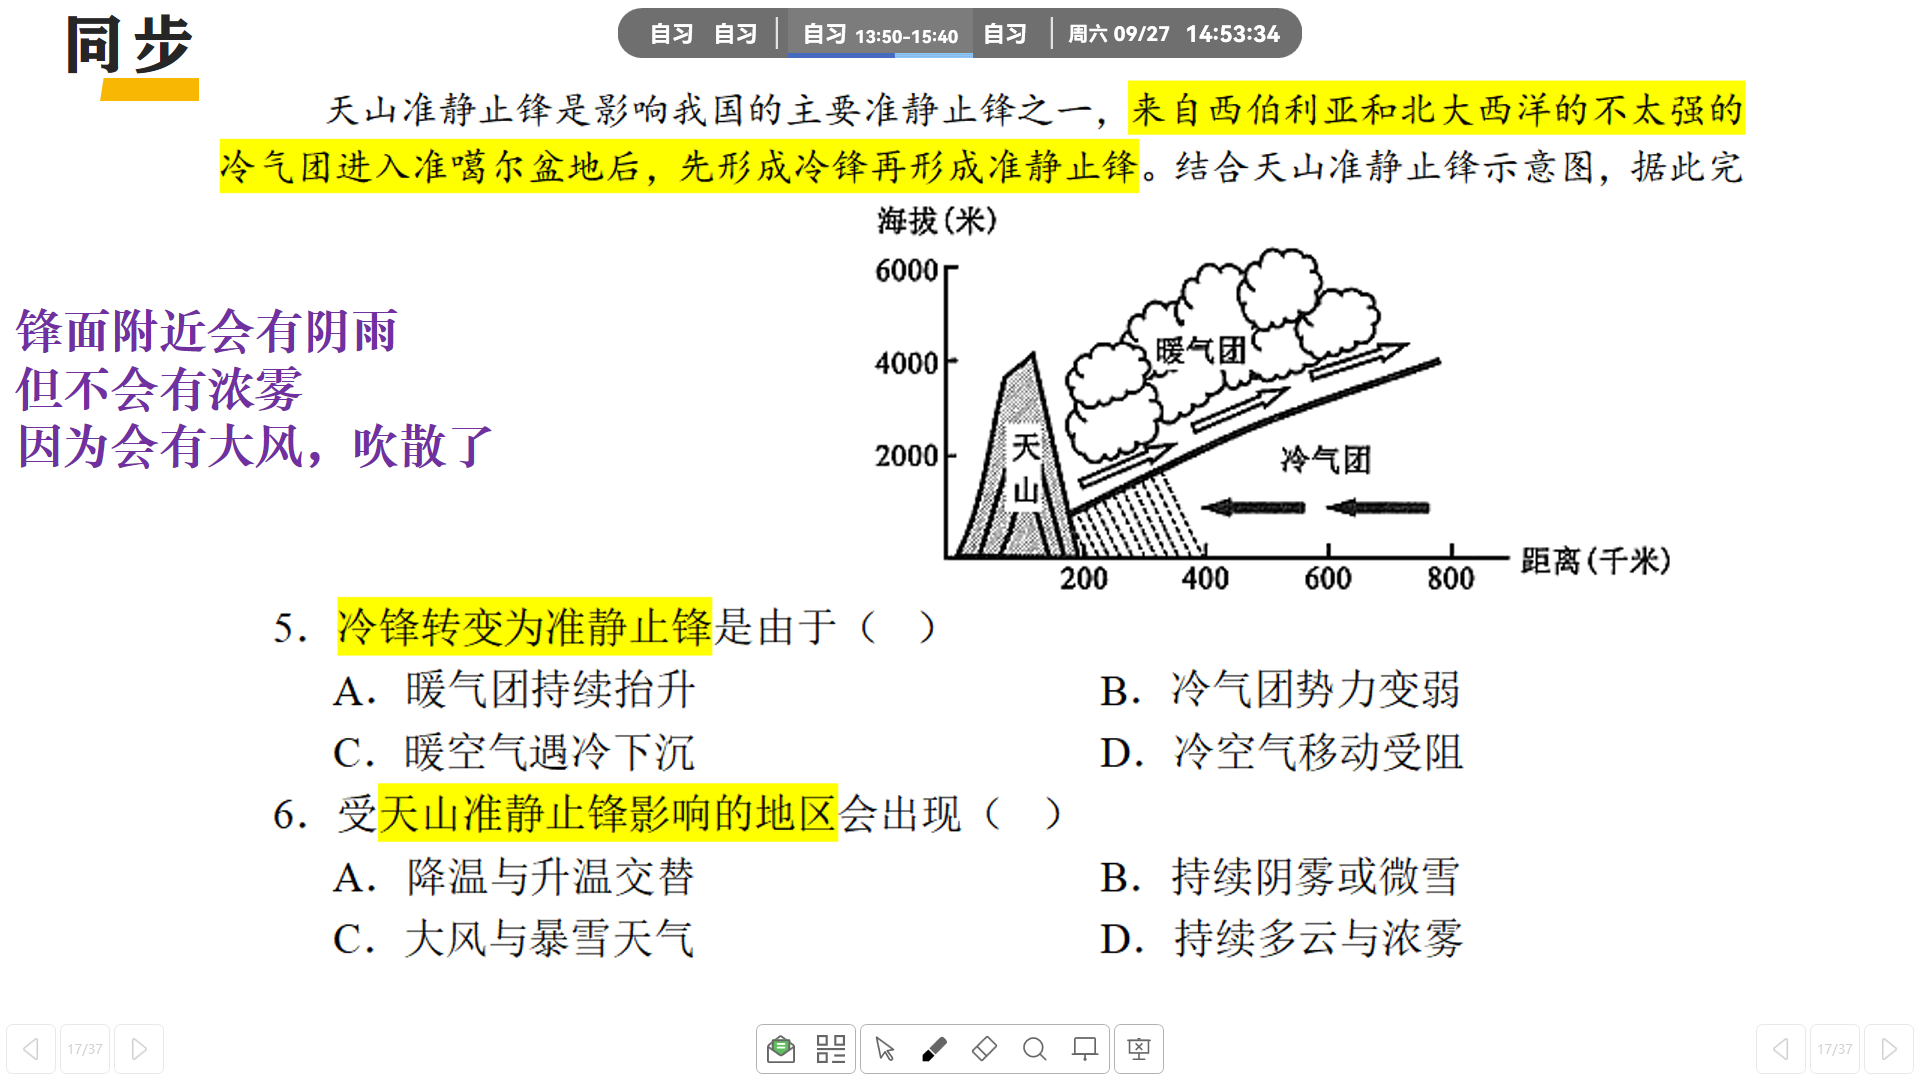 同步
自习 自习 自习 13:50-15:40 自习 周六 09/27 14:53:34
天山准静止锋是影响我国的主要准静止锋之一，来自西伯利亚和北大西洋的不太强的
冷气团进入准噶尔盆地后，先形成冷锋再形成准静止锋。结合天山准静止锋示意图，据此完
锋面附近会有阴雨
但不会有浓雾
因为会有大风，吹散了
海拔(米)
6000
4000
2000
暖气团
天山
冷气团
200 400 600 800 距离(千米)
5．冷锋转变为准静止锋是由于（ ）
A．暖气团持续抬升 B．冷气团势力变弱
C．暖空气遇冷下沉 D．冷空气移动受阻
6．受天山准静止锋影响的地区会出现（ ）
A．降温与升温交替 B．持续阴雾或微雪
C．大风与暴雪天气 D．持续多云与浓雾
17/37 17/37